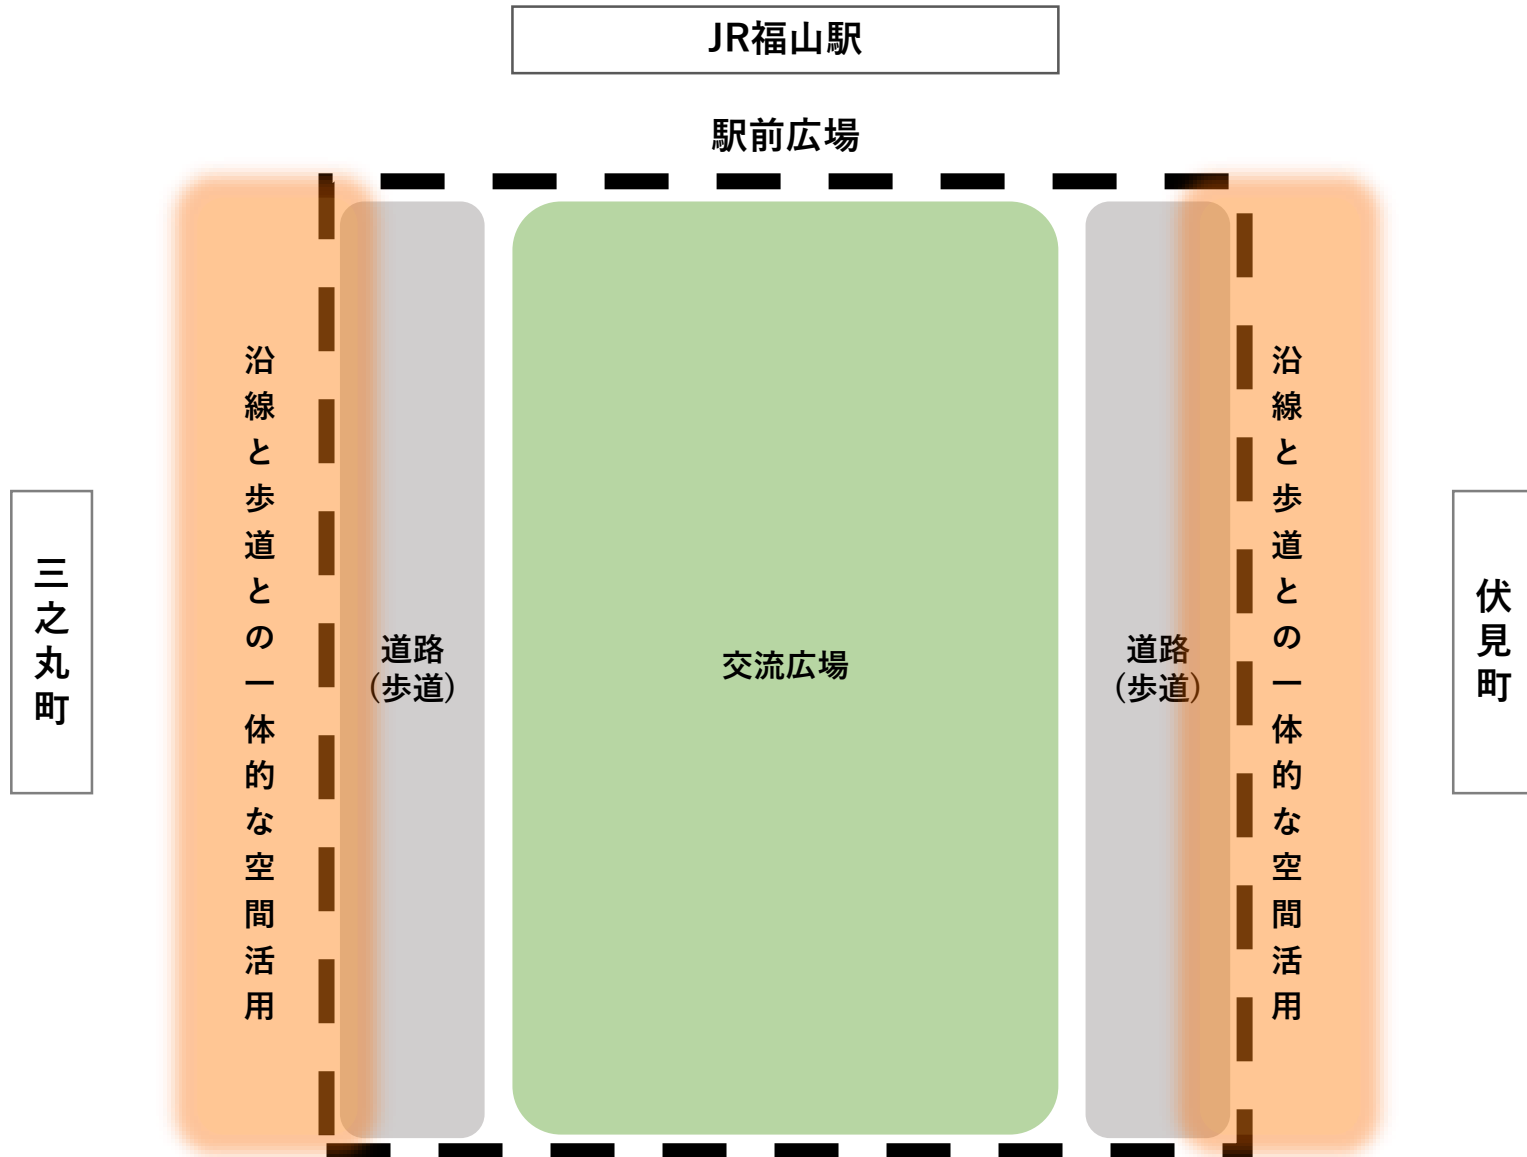 JR福山駅
駅前広場
三之丸町
沿線と歩道との一体的な空間活用
道路
（歩道）
交流広場
道路
（歩道）
沿線と歩道との一体的な空間活用
伏見町